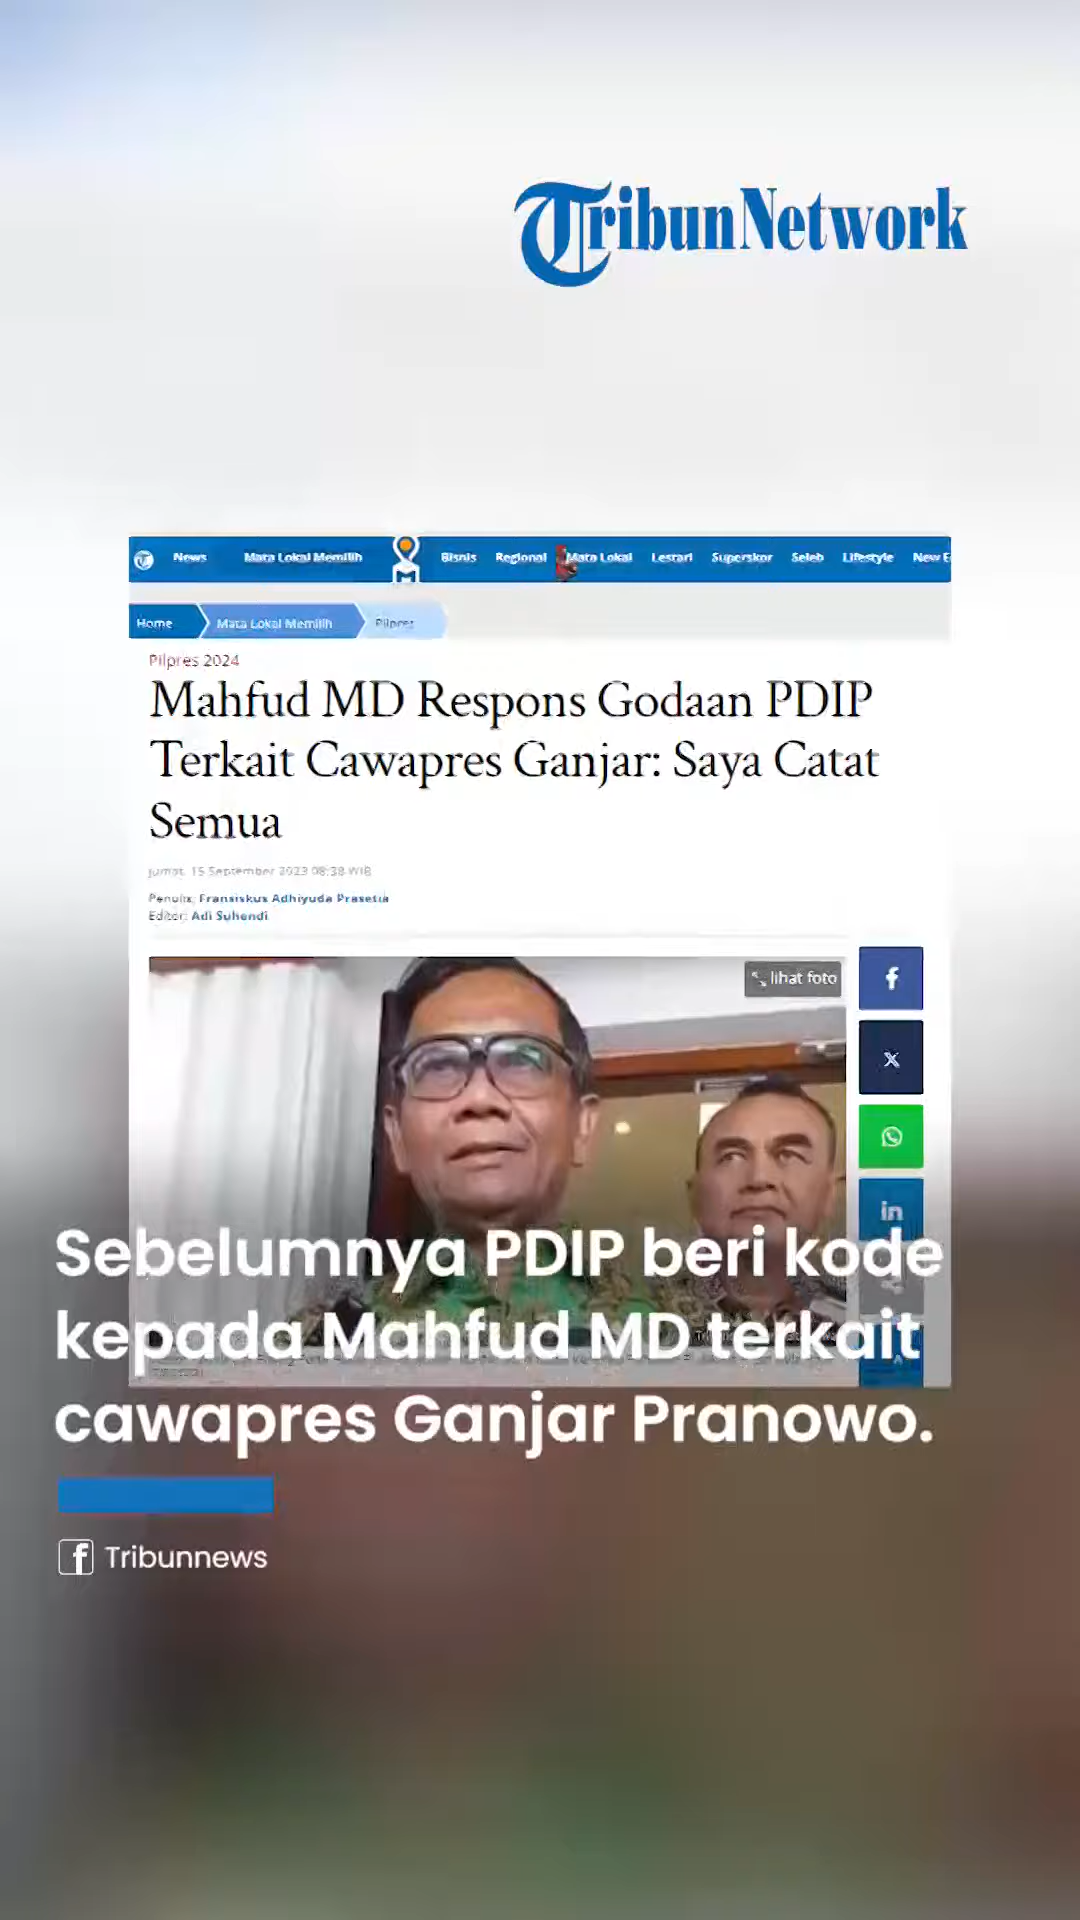 TribunNetwork
News Mata Lokal Memilih Bisnis Regional Mata Lokal Lestari Superskor Seleb Lifestyle New E
Home Mata Lokal Memilih Pilpres
Pilpres 2024
Mahfud MD Respons Godaan PDIP
Terkait Cawapres Ganjar: Saya Catat
Semua
Jumat, 15 September 2023 08:38 WIB
Penulis: Fransiskus Adhiyuda Prasetia
Editor: Adi Suhendi
lihat foto
Sebelumnya PDIP beri kode
kepada Mahfud MD terkait
cawapres Ganjar Pranowo.
Tribunnews